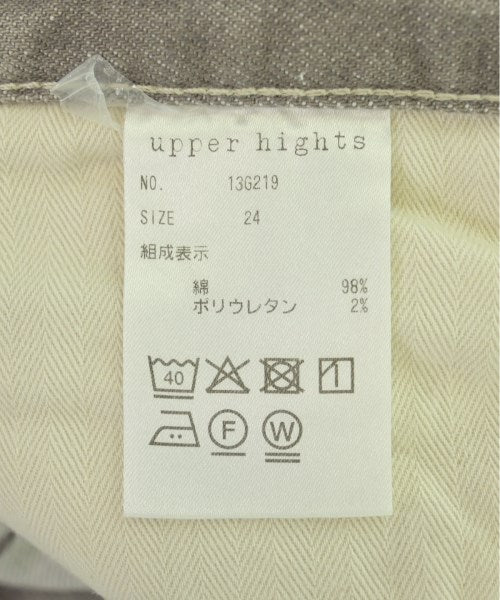 upper hights
NO. 13G219
SIZE 24
組成表示
綿 98%
ポリウレタン 2%
40
F W